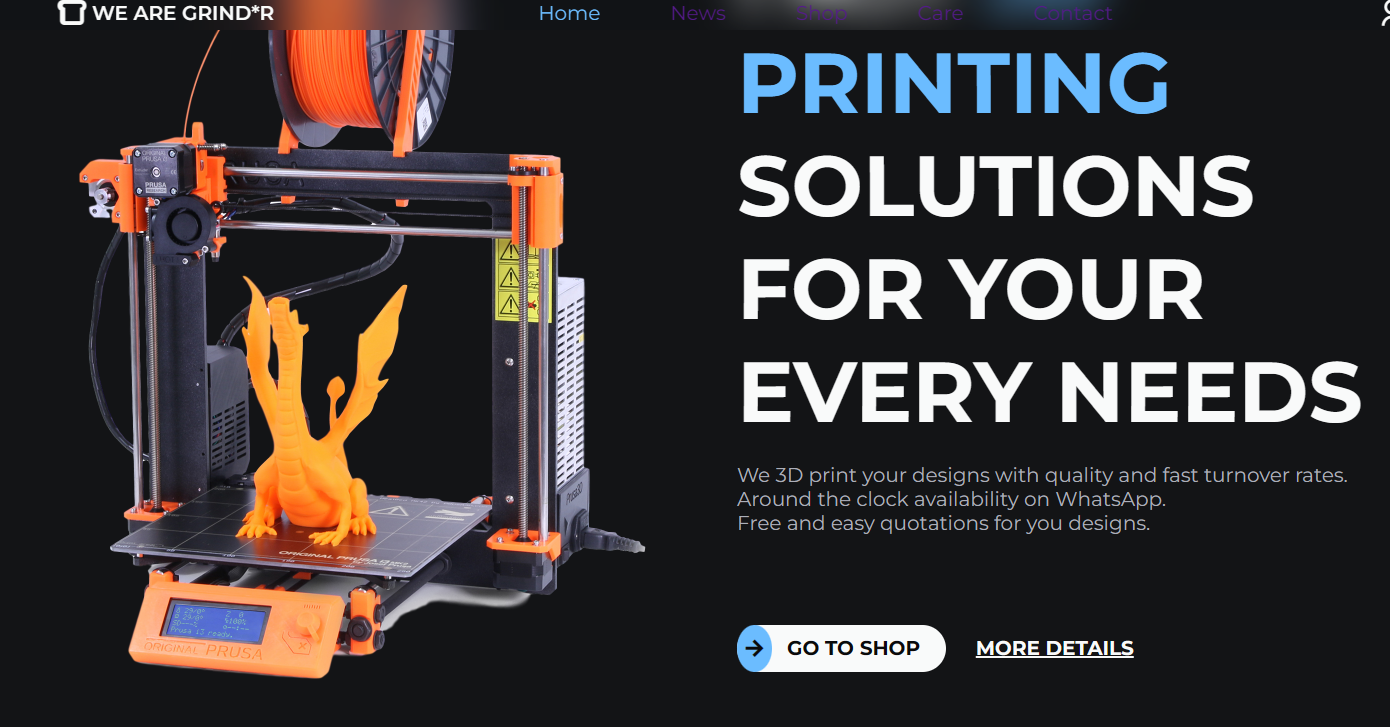 WE ARE GRIND*R
Home
News
Shop
Care
Contact
PRINTING
SOLUTIONS
FOR YOUR
EVERY NEEDS
We 3D print your designs with quality and fast turnover rates.
Around the clock availability on WhatsApp.
Free and easy quotations for you designs.
GO TO SHOP
MORE DETAILS
ORIGINAL
PRUSA
PRUSA
ORIGINAL PRUSA
ORIGINAL PRUSA